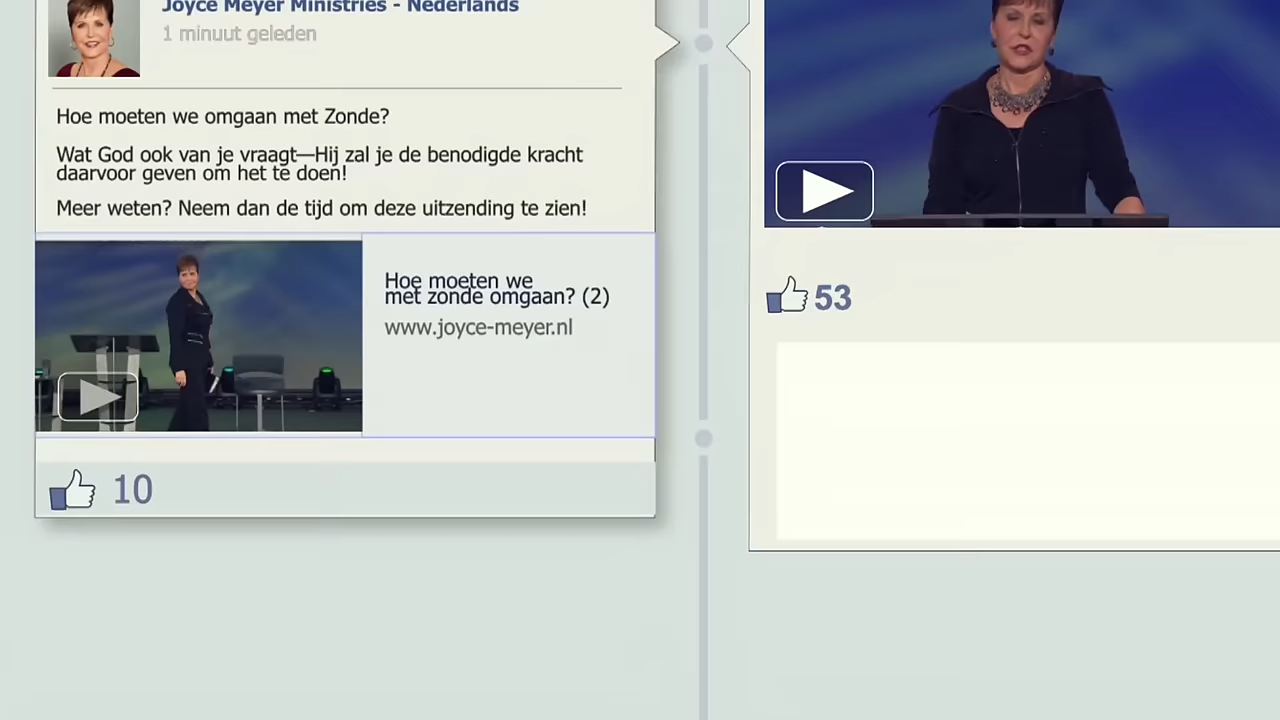 Joyce Meyer Ministries - Nederlands
1 minuut geleden
Hoe moeten we omgaan met Zonde?
Wat God ook van je vraagt—Hij zal je de benodigde kracht
daarvoor geven om het te doen!
Meer weten? Neem dan de tijd om deze uitzending te zien!
Hoe moeten we
met zonde omgaan? (2)
www.joyce-meyer.nl
10
53